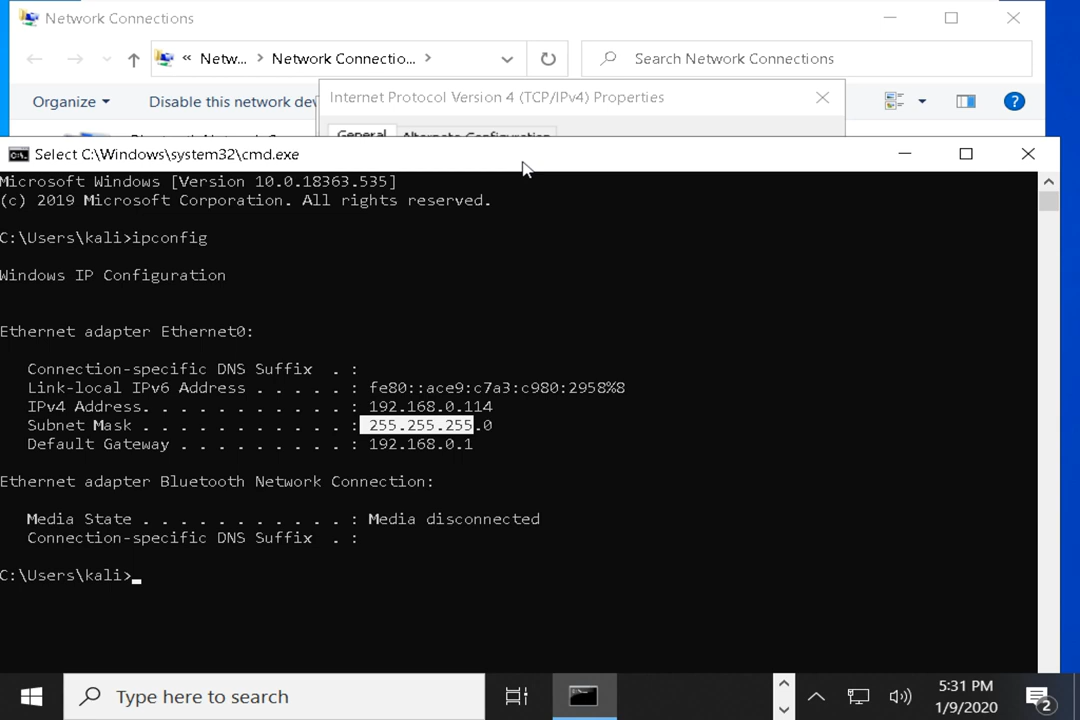 Network Connections
« Netw... > Network Connectio... >
Search Network Connections
Organize
Disable this network dev
Internet Protocol Version 4 (TCP/IPv4) Properties
General
Alternate Configuration
Select C:\Windows\system32\cmd.exe
Microsoft Windows [Version 10.0.18363.535]
(c) 2019 Microsoft Corporation. All rights reserved.
C:\Users\kali>ipconfig
Windows IP Configuration
Ethernet adapter Ethernet0:
Connection-specific DNS Suffix . :
Link-local IPv6 Address . . . . . : fe80::ace9:c7a3:c980:2958%8
IPv4 Address. . . . . . . . . . . : 192.168.0.114
Subnet Mask . . . . . . . . . . . : 255.255.255.0
Default Gateway . . . . . . . . . : 192.168.0.1
Ethernet adapter Bluetooth Network Connection:
Media State . . . . . . . . . . . : Media disconnected
Connection-specific DNS Suffix . :
C:\Users\kali>
Type here to search
5:31 PM
1/9/2020
2